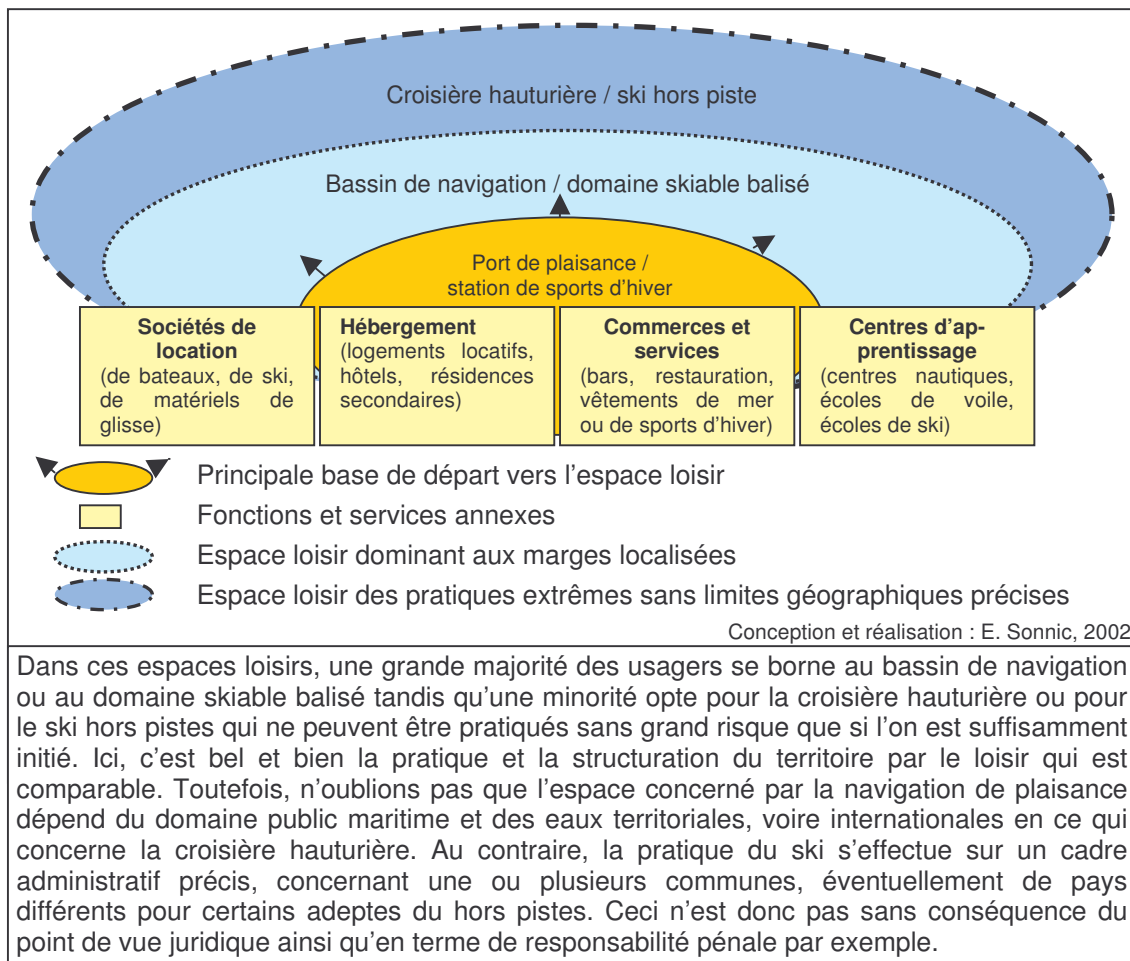 Croisière hauturière / ski hors piste
Bassin de navigation / domaine skiable balisé
Port de plaisance /
station de sports d'hiver
Sociétés de
location
(de bateaux, de ski,
de matériels de
glisse)
Hébergement
(logements locatifs,
hôtels, résidences
secondaires)
Commerces et
services
(bars, restauration,
vêtements de mer
ou de sports d'hiver)
Centres d'ap-
prentissage
(centres nautiques,
écoles de voile,
écoles de ski)
Principale base de départ vers l'espace loisir
Fonctions et services annexes
Espace loisir dominant aux marges localisées
Espace loisir des pratiques extrêmes sans limites géographiques précises
Conception et réalisation : E. Sonnic, 2002
Dans ces espaces loisirs, une grande majorité des usagers se borne au bassin de navigation
ou au domaine skiable balisé tandis qu'une minorité opte pour la croisière hauturière ou pour
le ski hors pistes qui ne peuvent être pratiqués sans grand risque que si l'on est suffisamment
initié. Ici, c'est bel et bien la pratique et la structuration du territoire par le loisir qui est
comparable. Toutefois, n'oublions pas que l'espace concerné par la navigation de plaisance
dépend du domaine public maritime et des eaux territoriales, voire internationales en ce qui
concerne la croisière hauturière. Au contraire, la pratique du ski s'effectue sur un cadre
administratif précis, concernant une ou plusieurs communes, éventuellement de pays
différents pour certains adeptes du hors pistes. Ceci n'est donc pas sans conséquence du
point de vue juridique ainsi qu'en terme de responsabilité pénale par exemple.